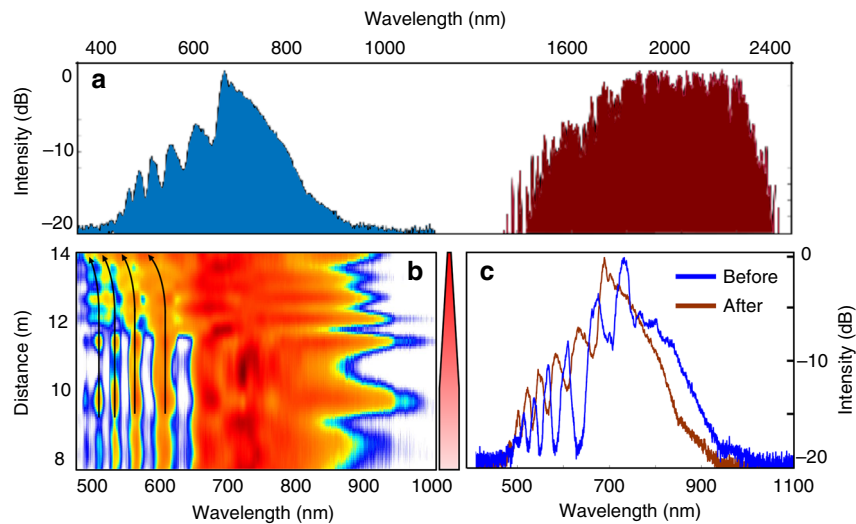 Wavelength (nm)
400 600 800 1000 1600 2000 2400
a
Intensity (dB)
0
−10
−20
b
Distance (m)
14
12
10
8
500 600 700 800 900 1000
Wavelength (nm)
c
Before
After
0
−10
−20
Intensity (dB)
500 700 900 1100
Wavelength (nm)